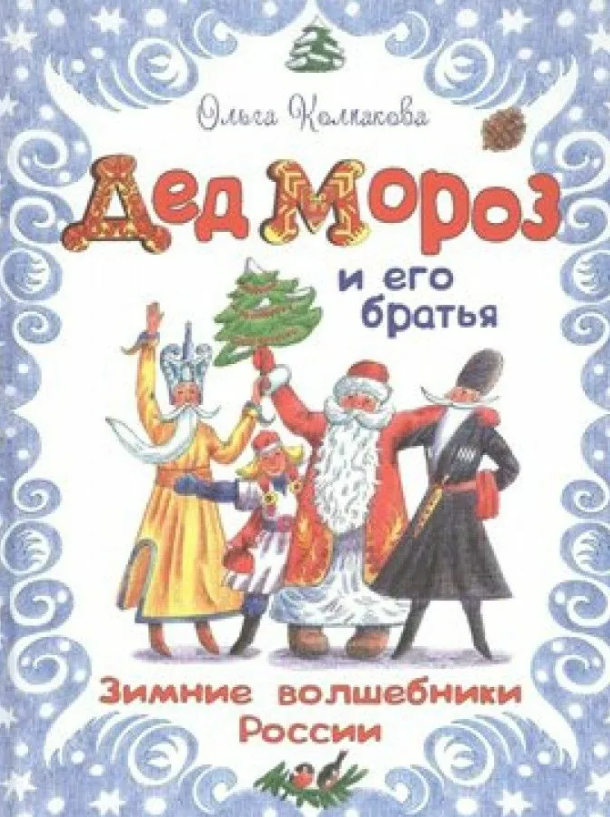 Ольга Колпакова
Дед Мороз
и его
братья
Зимние волшебники
России